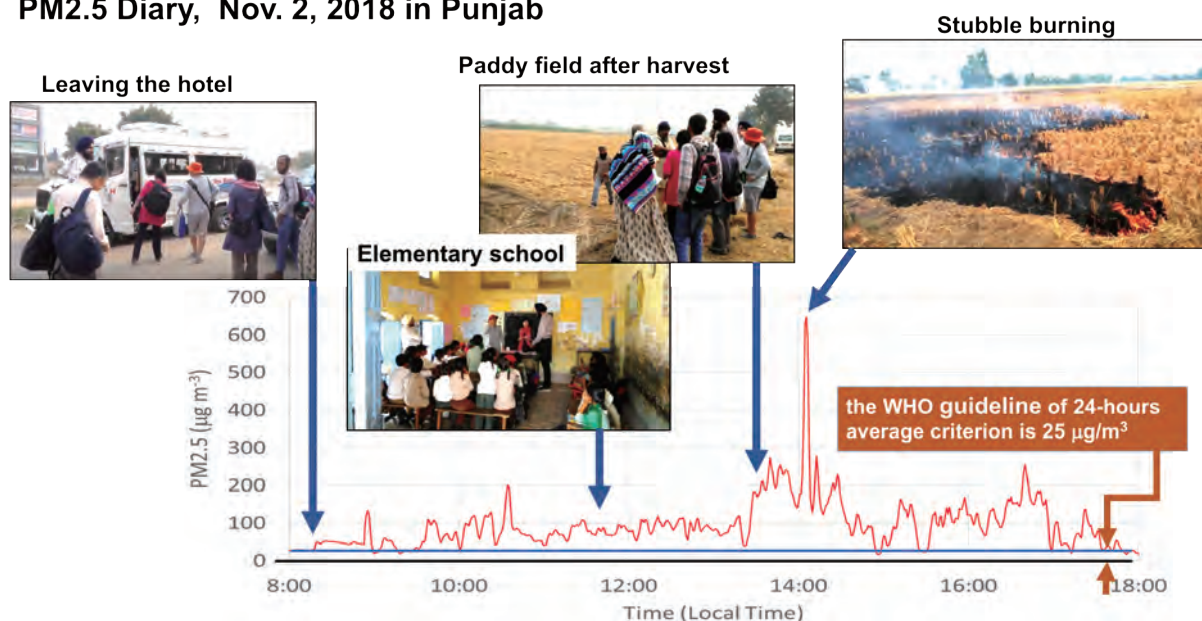 PM2.5 Diary, Nov. 2, 2018 in Punjab
Stubble burning
Paddy field after harvest
Leaving the hotel
Elementary school
700
600
500
400
300
200
100
0
PM2.5 (μg m-3)
the WHO guideline of 24-hours
average criterion is 25 μg/m3
8:00 10:00 12:00 14:00 16:00 18:00
Time (Local Time)